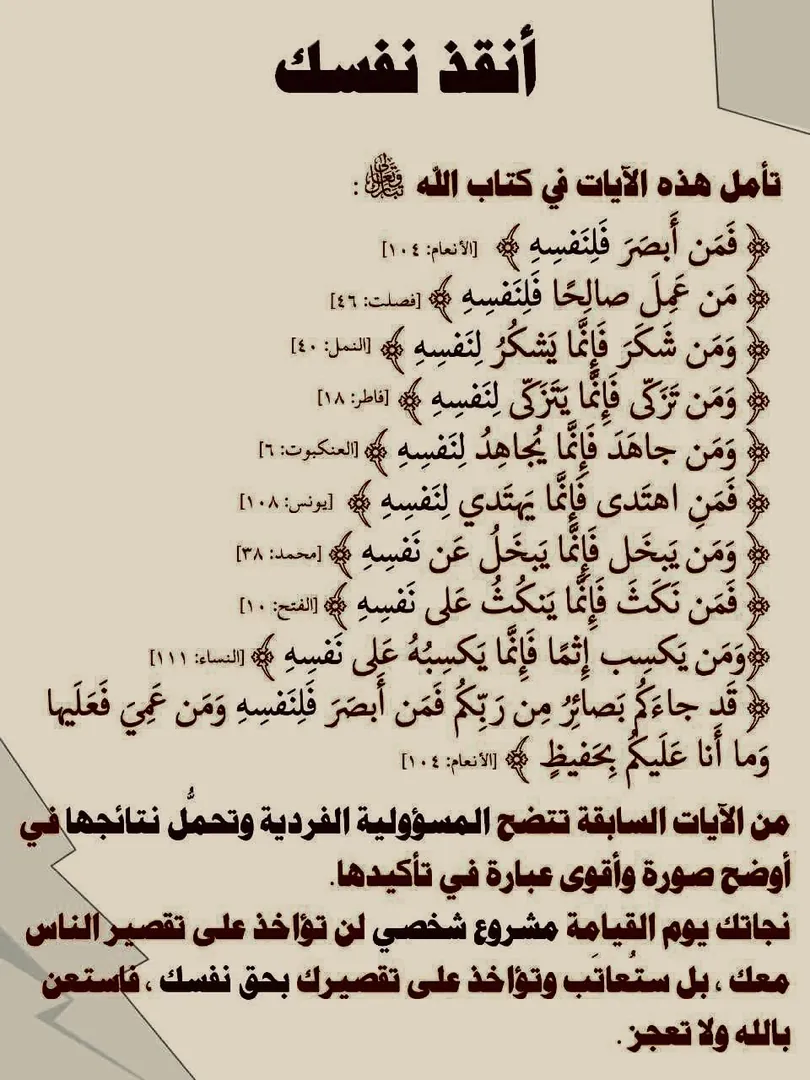 أنقذ نفسك
تأمل هذه الآيات في كتاب الله تبارك وتعالى :
﴿ فَمَن أَبصَرَ فَلِنَفسِهِ ﴾ [الأنعام: ١٠٤]
﴿ مَن عَمِلَ صالِحًا فَلِنَفسِهِ ﴾ [فصلت: ٤٦]
﴿ وَمَن شَكَرَ فَإِنَّما يَشكُرُ لِنَفسِهِ ﴾ [النمل: ٤٠]
﴿ وَمَن تَزَكّى فَإِنَّما يَتَزَكّى لِنَفسِهِ ﴾ [فاطر: ١٨]
﴿ وَمَن جاهَدَ فَإِنَّما يُجاهِدُ لِنَفسِهِ ﴾ [العنكبوت: ٦]
﴿ فَمَنِ اهتَدى فَإِنَّما يَهتَدي لِنَفسِهِ ﴾ [يونس: ١٠٨]
﴿ وَمَن يَبخَل فَإِنَّما يَبخَلُ عَن نَفسِهِ ﴾ [محمد: ٣٨]
﴿ فَمَن نَكَثَ فَإِنَّما يَنكُثُ عَلى نَفسِهِ ﴾ [الفتح: ١٠]
﴿وَمَن يَكسِب إِثمًا فَإِنَّما يَكسِبُهُ عَلى نَفسِهِ ﴾ [النساء: ١١١]
﴿ قَد جاءَكُم بَصائِرُ مِن رَبِّكُم فَمَن أَبصَرَ فَلِنَفسِهِ وَمَن عَمِيَ فَعَلَيها
وَما أَنا عَلَيكُم بِحَفيظٍ ﴾ [الأنعام: ١٠٤]
من الآيات السابقة تتضح المسؤولية الفردية وتحمُّل نتائجها في
أوضح صورة وأقوى عبارة في تأكيدها.
نجاتك يوم القيامة مشروع شخصي لن تؤاخذ على تقصير الناس
معك ، بل ستُعاتَب وتؤاخذ على تقصيرك بحق نفسك ، فاستعن
بالله ولا تعجز .